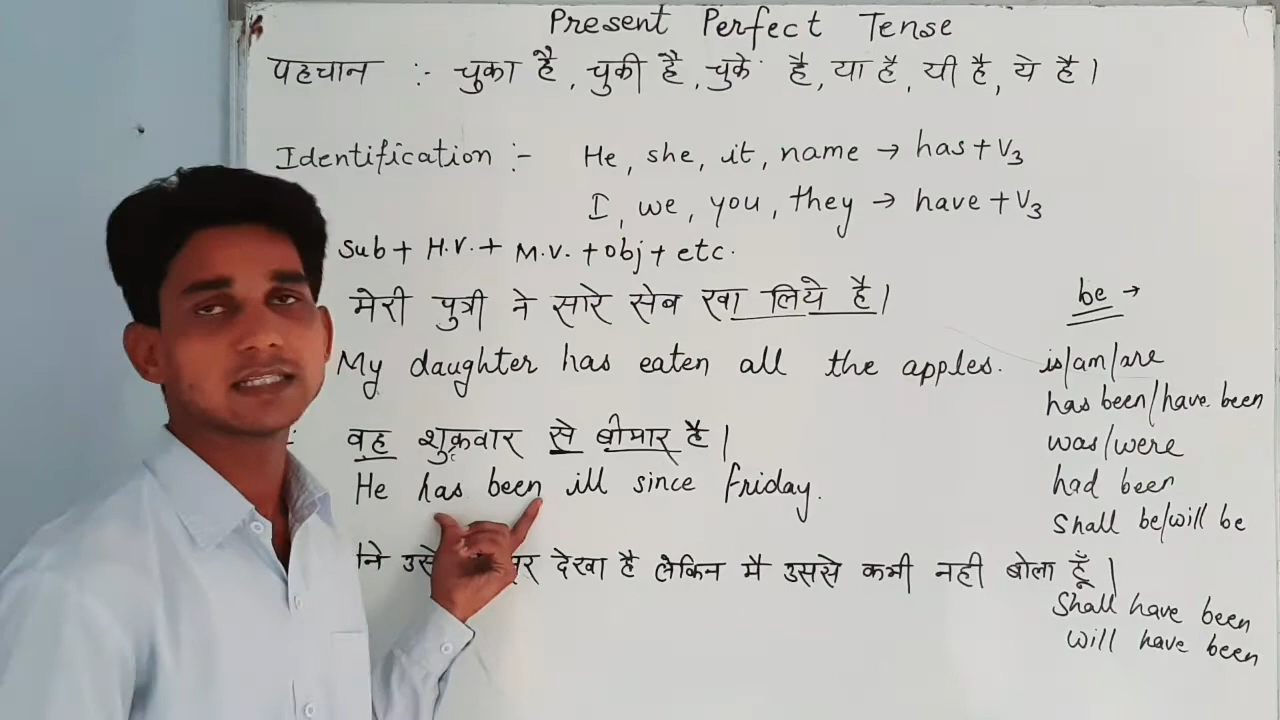 Present Perfect Tense
पहचान :- चुका है, चुकी है, चुके है, या है, यी है, ये है।
Identification :- He, she, it, name → has + V3
I, we, you, they → have + V3
Sub + H.V. + M.V. + obj + etc.
मेरी पुत्री ने सारे सेब खा लिये है।
My daughter has eaten all the apples.
वह शुक्रवार से बीमार है।
He has been ill since friday.
देखा है लेकिन मै उससे कभी नही बोला हूँ।
be →
is/am/are
has been/have been
was/were
had been
Shall be/will be
Shall have been
will have been